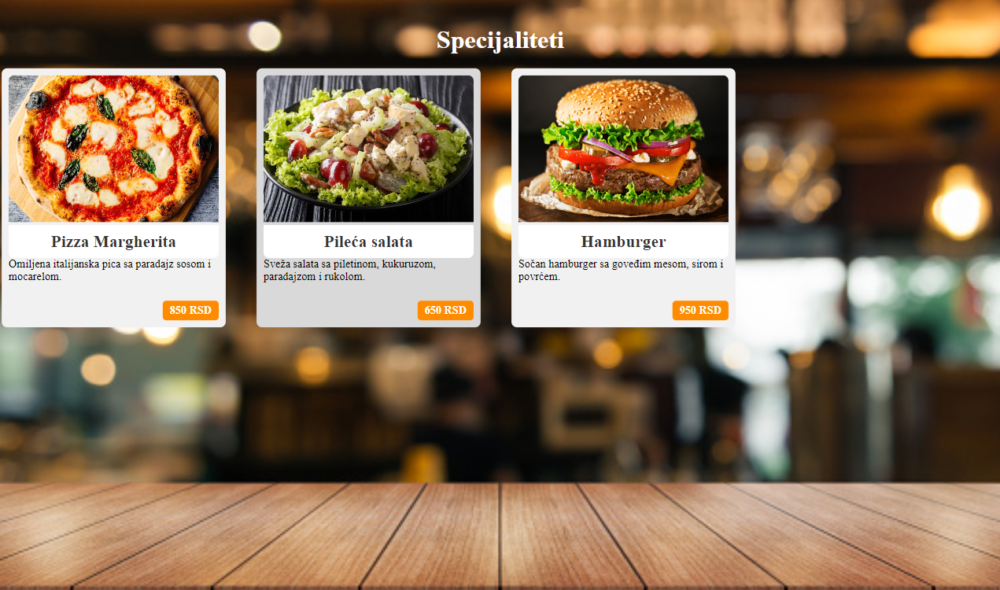 Specijaliteti
Pizza Margherita
Omiljena italijanska pica sa paradajz sosom i
mocarelom.
850 RSD
Pileća salata
Sveža salata sa piletinom, kukuruzom,
paradajzom i rukolom.
650 RSD
Hamburger
Sočan hamburger sa goveđim mesom, sirom i
povrćem.
950 RSD